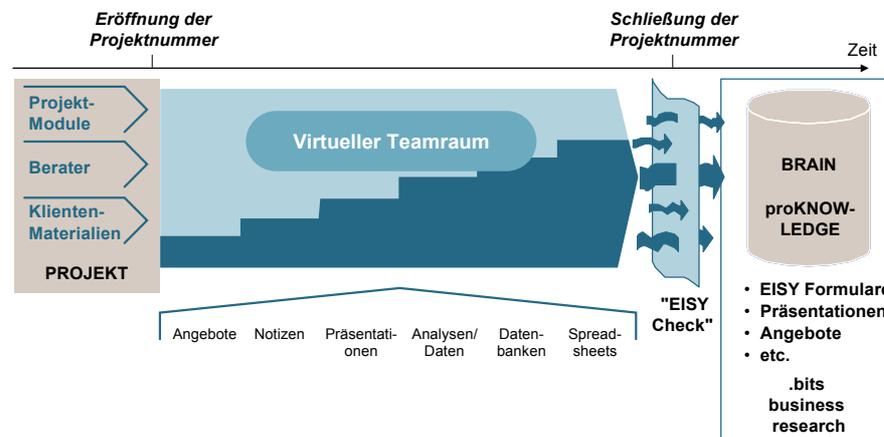 Eröffnung der
Projektnummer
Schließung der
Projektnummer
Zeit
Projekt-
Module
Berater
Klienten-
Materialien
PROJEKT
Virtueller Teamraum
"EISY
Check"
BRAIN
proKNOW-
LEDGE
• EISY Formulare
• Präsentationen
• Angebote
• etc.
.bits
business
research
Angebote
Notizen
Präsentati-
onen
Analysen/
Daten
Daten-
banken
Spread-
sheets